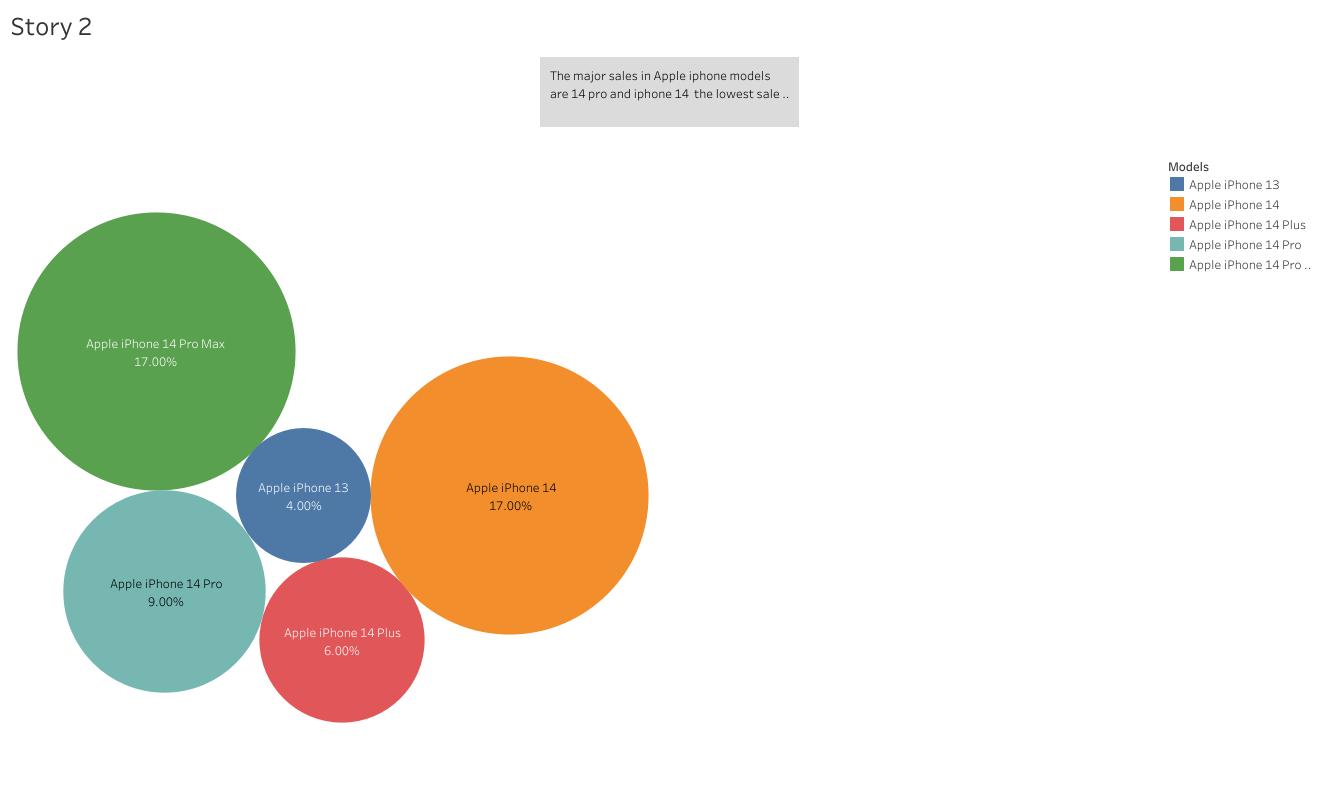 Story 2
The major sales in Apple iphone models
are 14 pro and iphone 14  the lowest sale ..
Models
Apple iPhone 13
Apple iPhone 14
Apple iPhone 14 Plus
Apple iPhone 14 Pro
Apple iPhone 14 Pro ..
Apple iPhone 14 Pro Max
17.00%
Apple iPhone 13
4.00%
Apple iPhone 14
17.00%
Apple iPhone 14 Pro
9.00%
Apple iPhone 14 Plus
6.00%